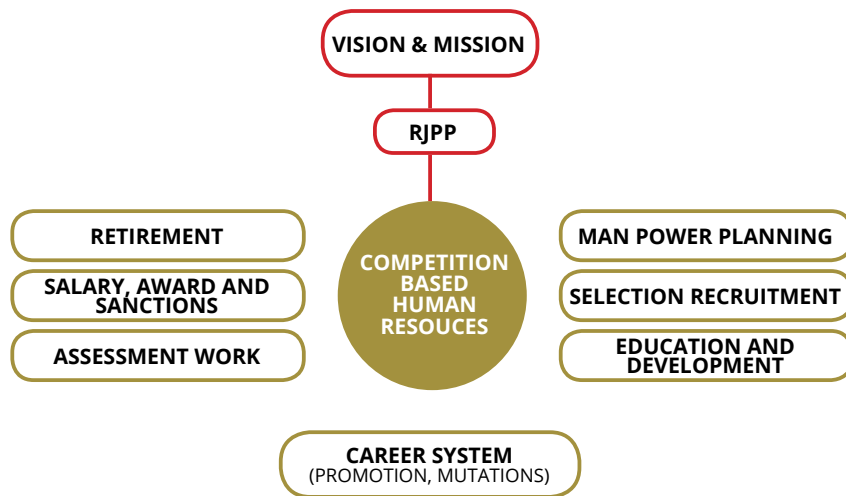 VISION & MISSION
RJPP
COMPETITION
BASED
HUMAN
RESOUCES
RETIREMENT
SALARY, AWARD AND
SANCTIONS
ASSESSMENT WORK
MAN POWER PLANNING
SELECTION RECRUITMENT
EDUCATION AND
DEVELOPMENT
CAREER SYSTEM
(PROMOTION, MUTATIONS)